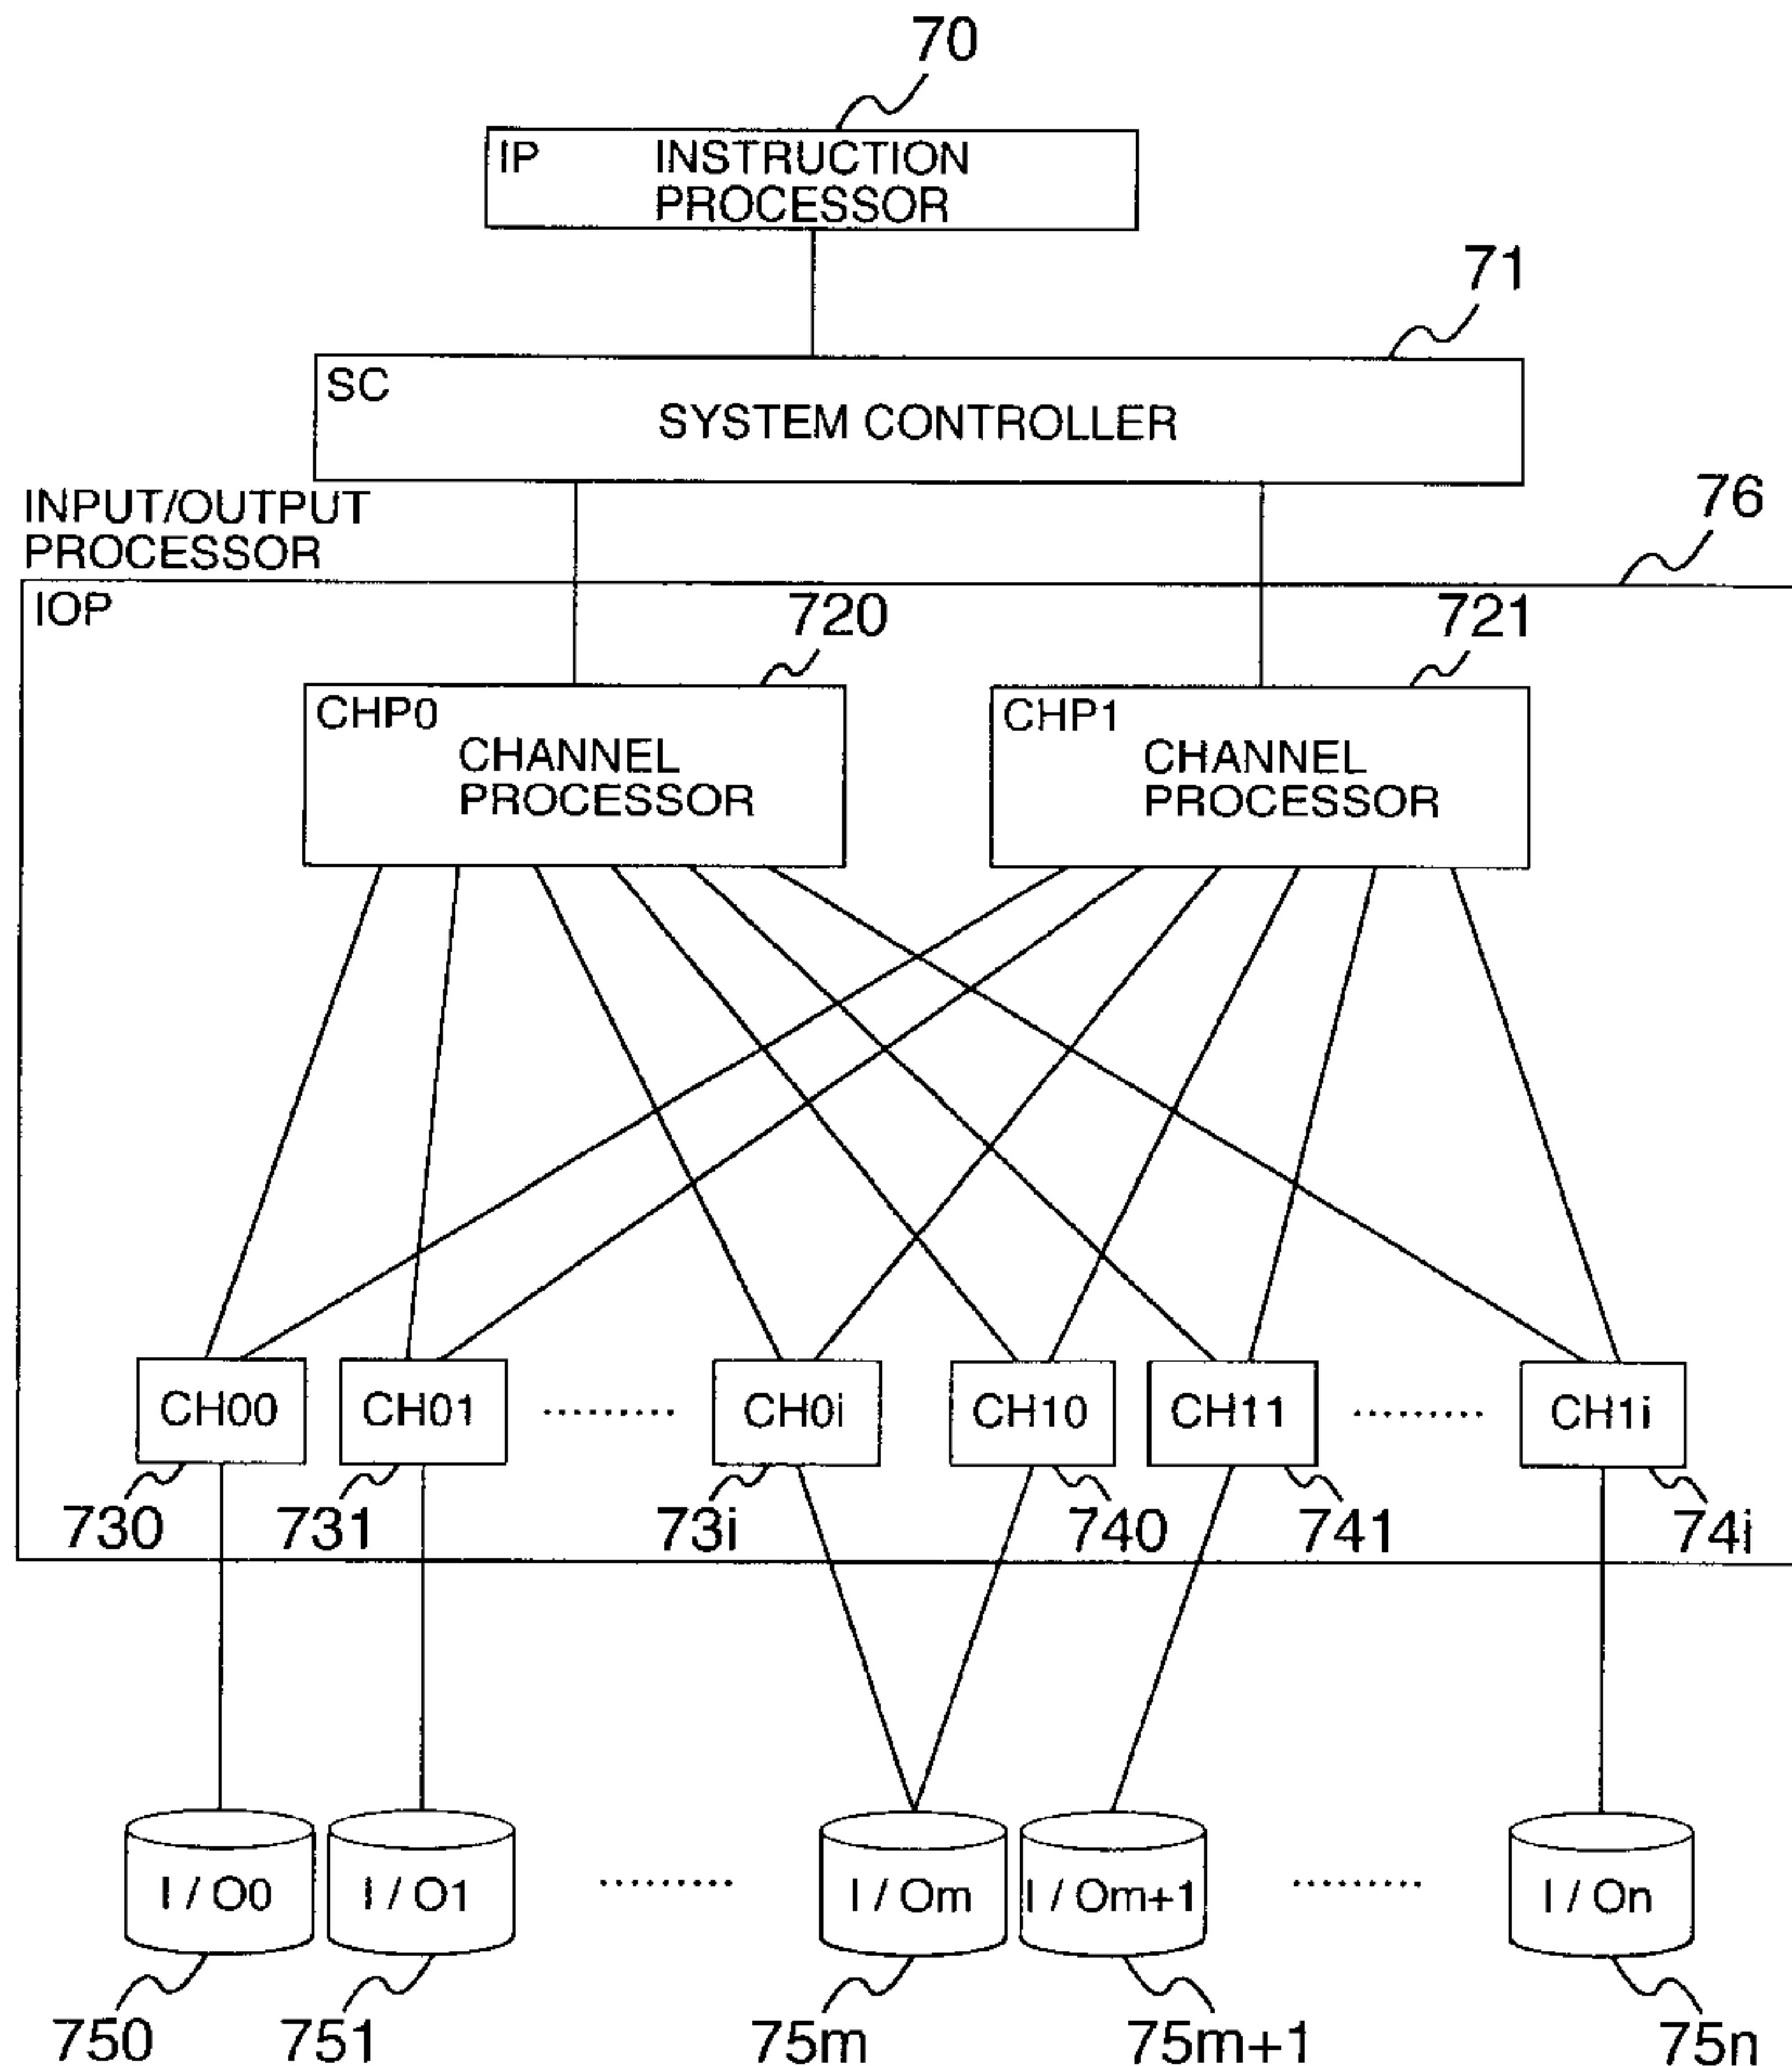 70
IP INSTRUCTION
PROCESSOR
71
SC
SYSTEM CONTROLLER
INPUT/OUTPUT
PROCESSOR
76
IOP
720
721
CHP0
CHANNEL
PROCESSOR
CHP1
CHANNEL
PROCESSOR
CH00
CH01
CH0i
CH10
CH11
CH1i
730
731
73i
740
741
74i
I / O0
I / O1
I / Om
I / Om+1
I / On
750
751
75m
75m+1
75n